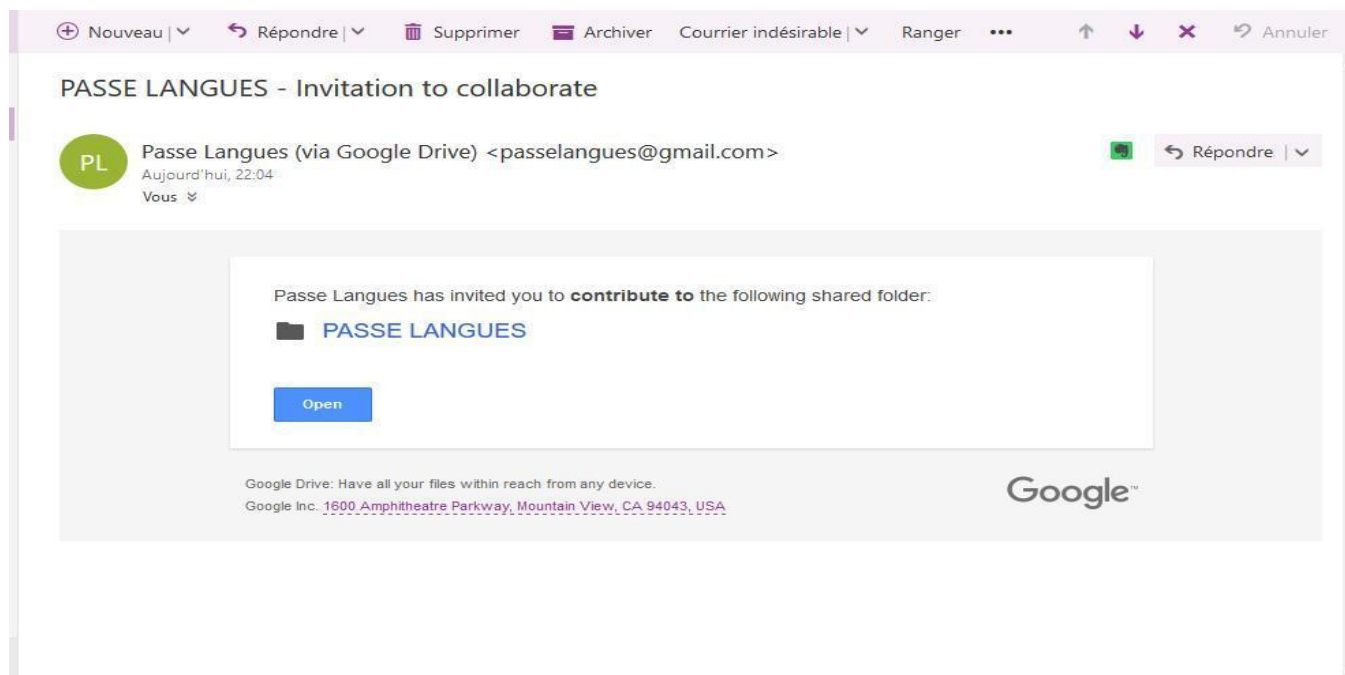 Nouveau | Répondre | Supprimer Archiver Courrier indésirable | Ranger ••• Annuler
PASSE LANGUES - Invitation to collaborate
PL
Passe Langues (via Google Drive) <passelangues@gmail.com>
Répondre |
Aujourd'hui, 22:04
Vous
Passe Langues has invited you to contribute to the following shared folder:
PASSE LANGUES
Open
Google Drive: Have all your files within reach from any device.
Google Inc. 1600 Amphitheatre Parkway, Mountain View, CA 94043, USA
Google™